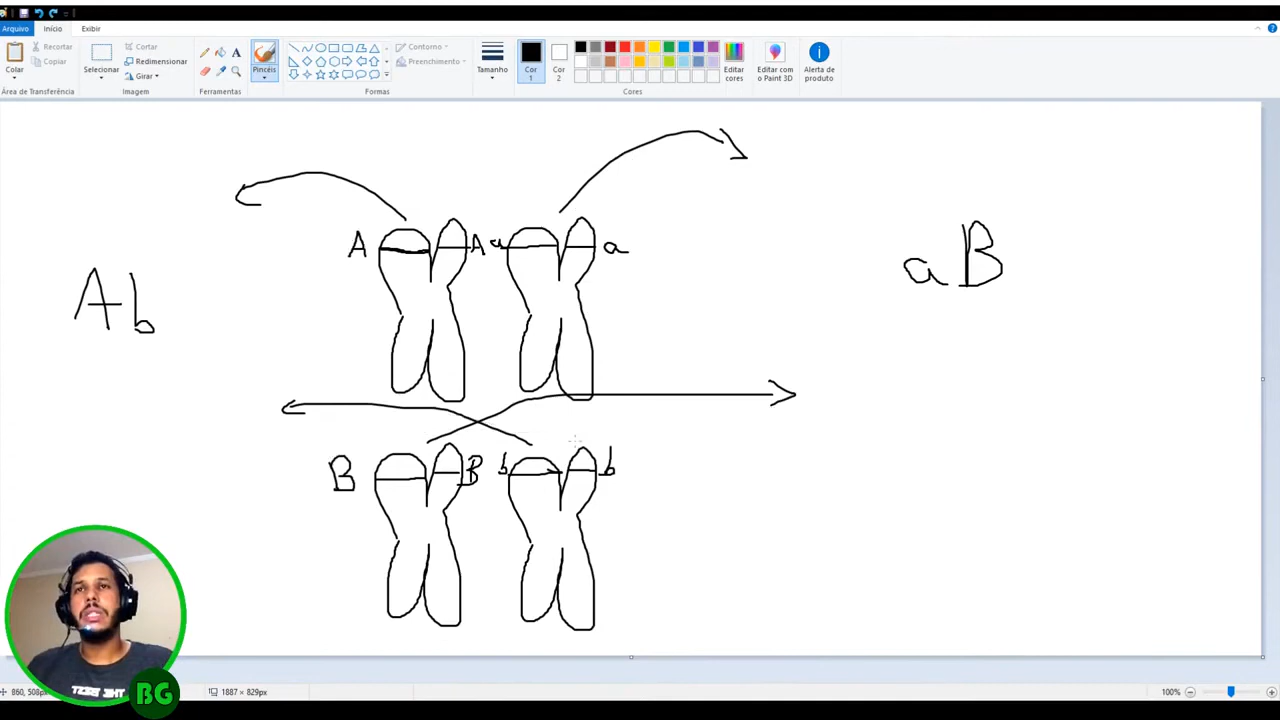 Arquivo Início Exibir
Colar
Recortar
Copiar
Área de Transferência
Selecionar
Cortar
Redimensionar
Girar
Imagem
A
Ferramentas
Pincéis
Contorno
Preenchimento
Formas
Tamanho
Cor 1
Cor 2
Editar cores
Editar com o Paint 3D
Alerta de produto
Cores
A A a a
Ab
aB
B B b b
BG
860, 508px
1887 × 829px
100%